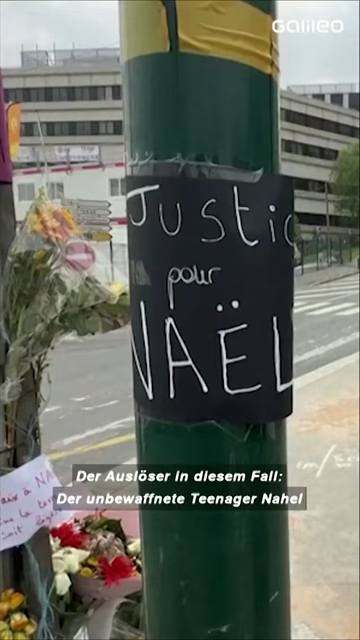 Galileo
Justic
pour
NAËL
Der Auslöser in diesem Fall:
Der unbewaffnete Teenager Nahel